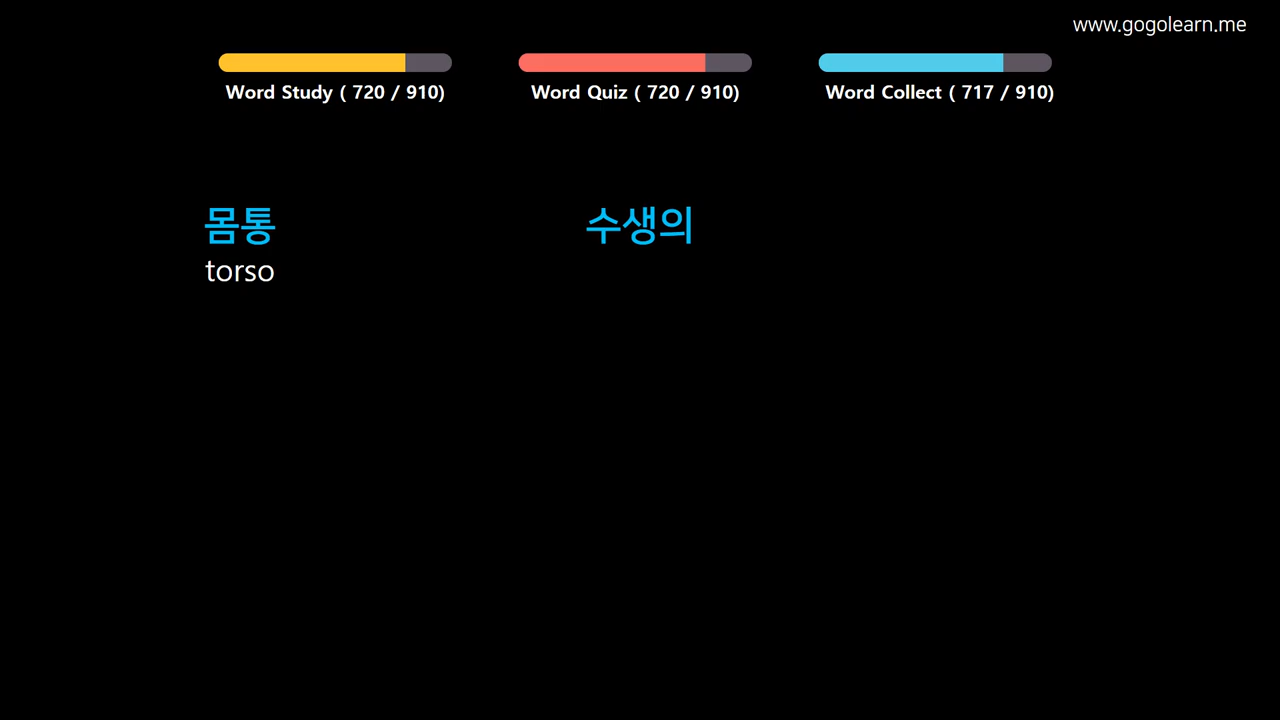 www.gogolearn.me
Word Study ( 720 / 910)
Word Quiz ( 720 / 910)
Word Collect ( 717 / 910)
몸통
수생의
torso